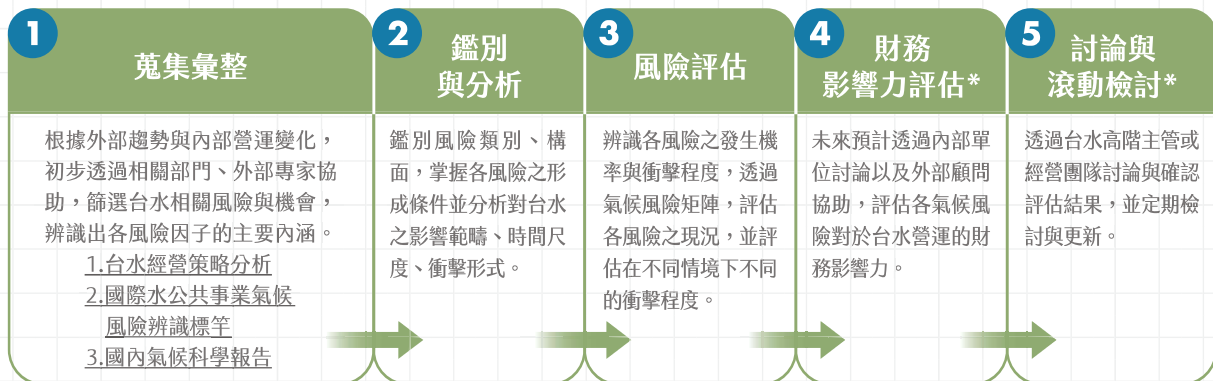 1
蒐集彙整
根據外部趨勢與內部營運變化，
初步透過相關部門、外部專家協
助，篩選台水相關風險與機會，
辨識出各風險因子的主要內涵。
1.台水經營策略分析
2.國際水公共事業氣候
風險辨識標竿
3.國內氣候科學報告
2
鑑別
與分析
鑑別風險類別、構
面，掌握各風險之形
成條件並分析對台水
之影響範疇、時間尺
度、衝擊形式。
3
風險評估
辨識各風險之發生機
率與衝擊程度，透過
氣候風險矩陣，評估
各風險之現況，並評
估在不同情境下不同
的衝擊程度。
4
財務
影響力評估*
未來預計透過內部單
位討論以及外部顧問
協助，評估各氣候風
險對於台水營運的財
務影響力。
5
討論與
滾動檢討*
透過台水高階主管或
經營團隊討論與確認
評估結果，並定期檢
討與更新。